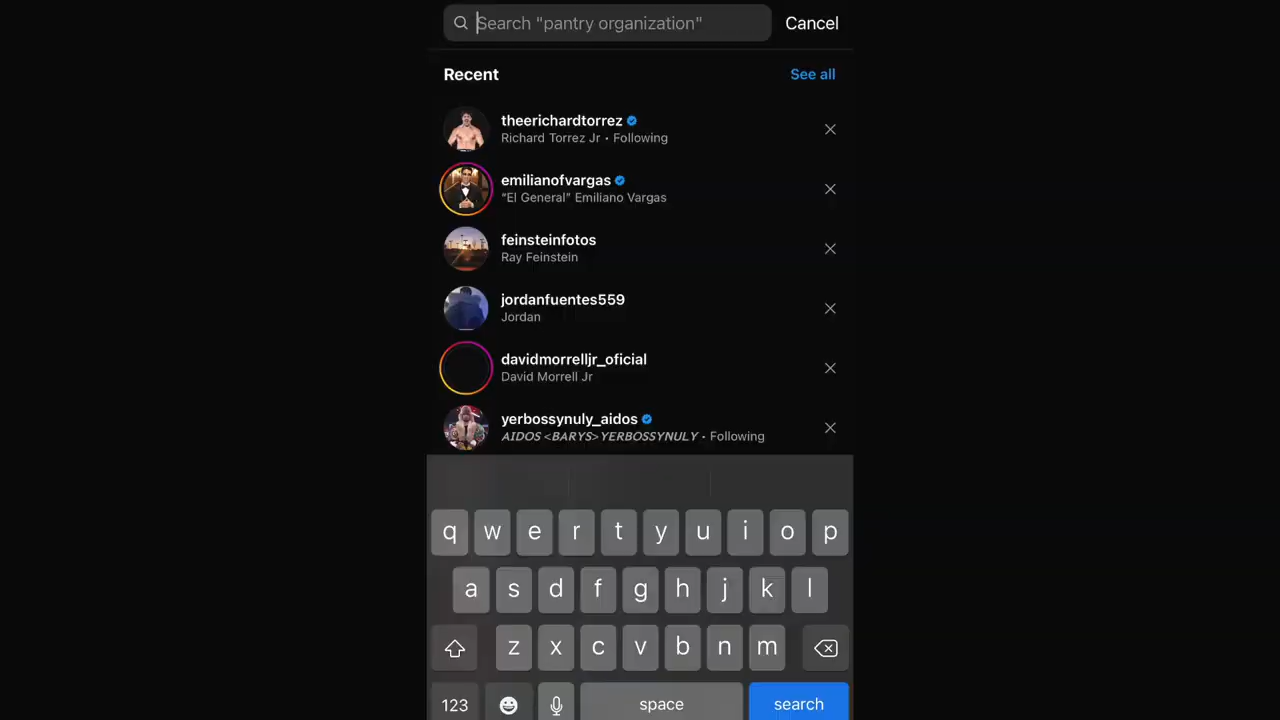 Search "pantry organization"
Cancel
Recent
See all
theerichardtorrez
Richard Torrez Jr • Following
emilianofvargas
“El General” Emiliano Vargas
feinsteinfotos
Ray Feinstein
jordanfuentes559
Jordan
davidmorrelljr_oficial
David Morrell Jr
yerbossynuly_aidos
AIDOS <BARYS>YERBOSSYNULY • Following
q w e r t y u i o p
a s d f g h j k l
z x c v b n m
123
space
search